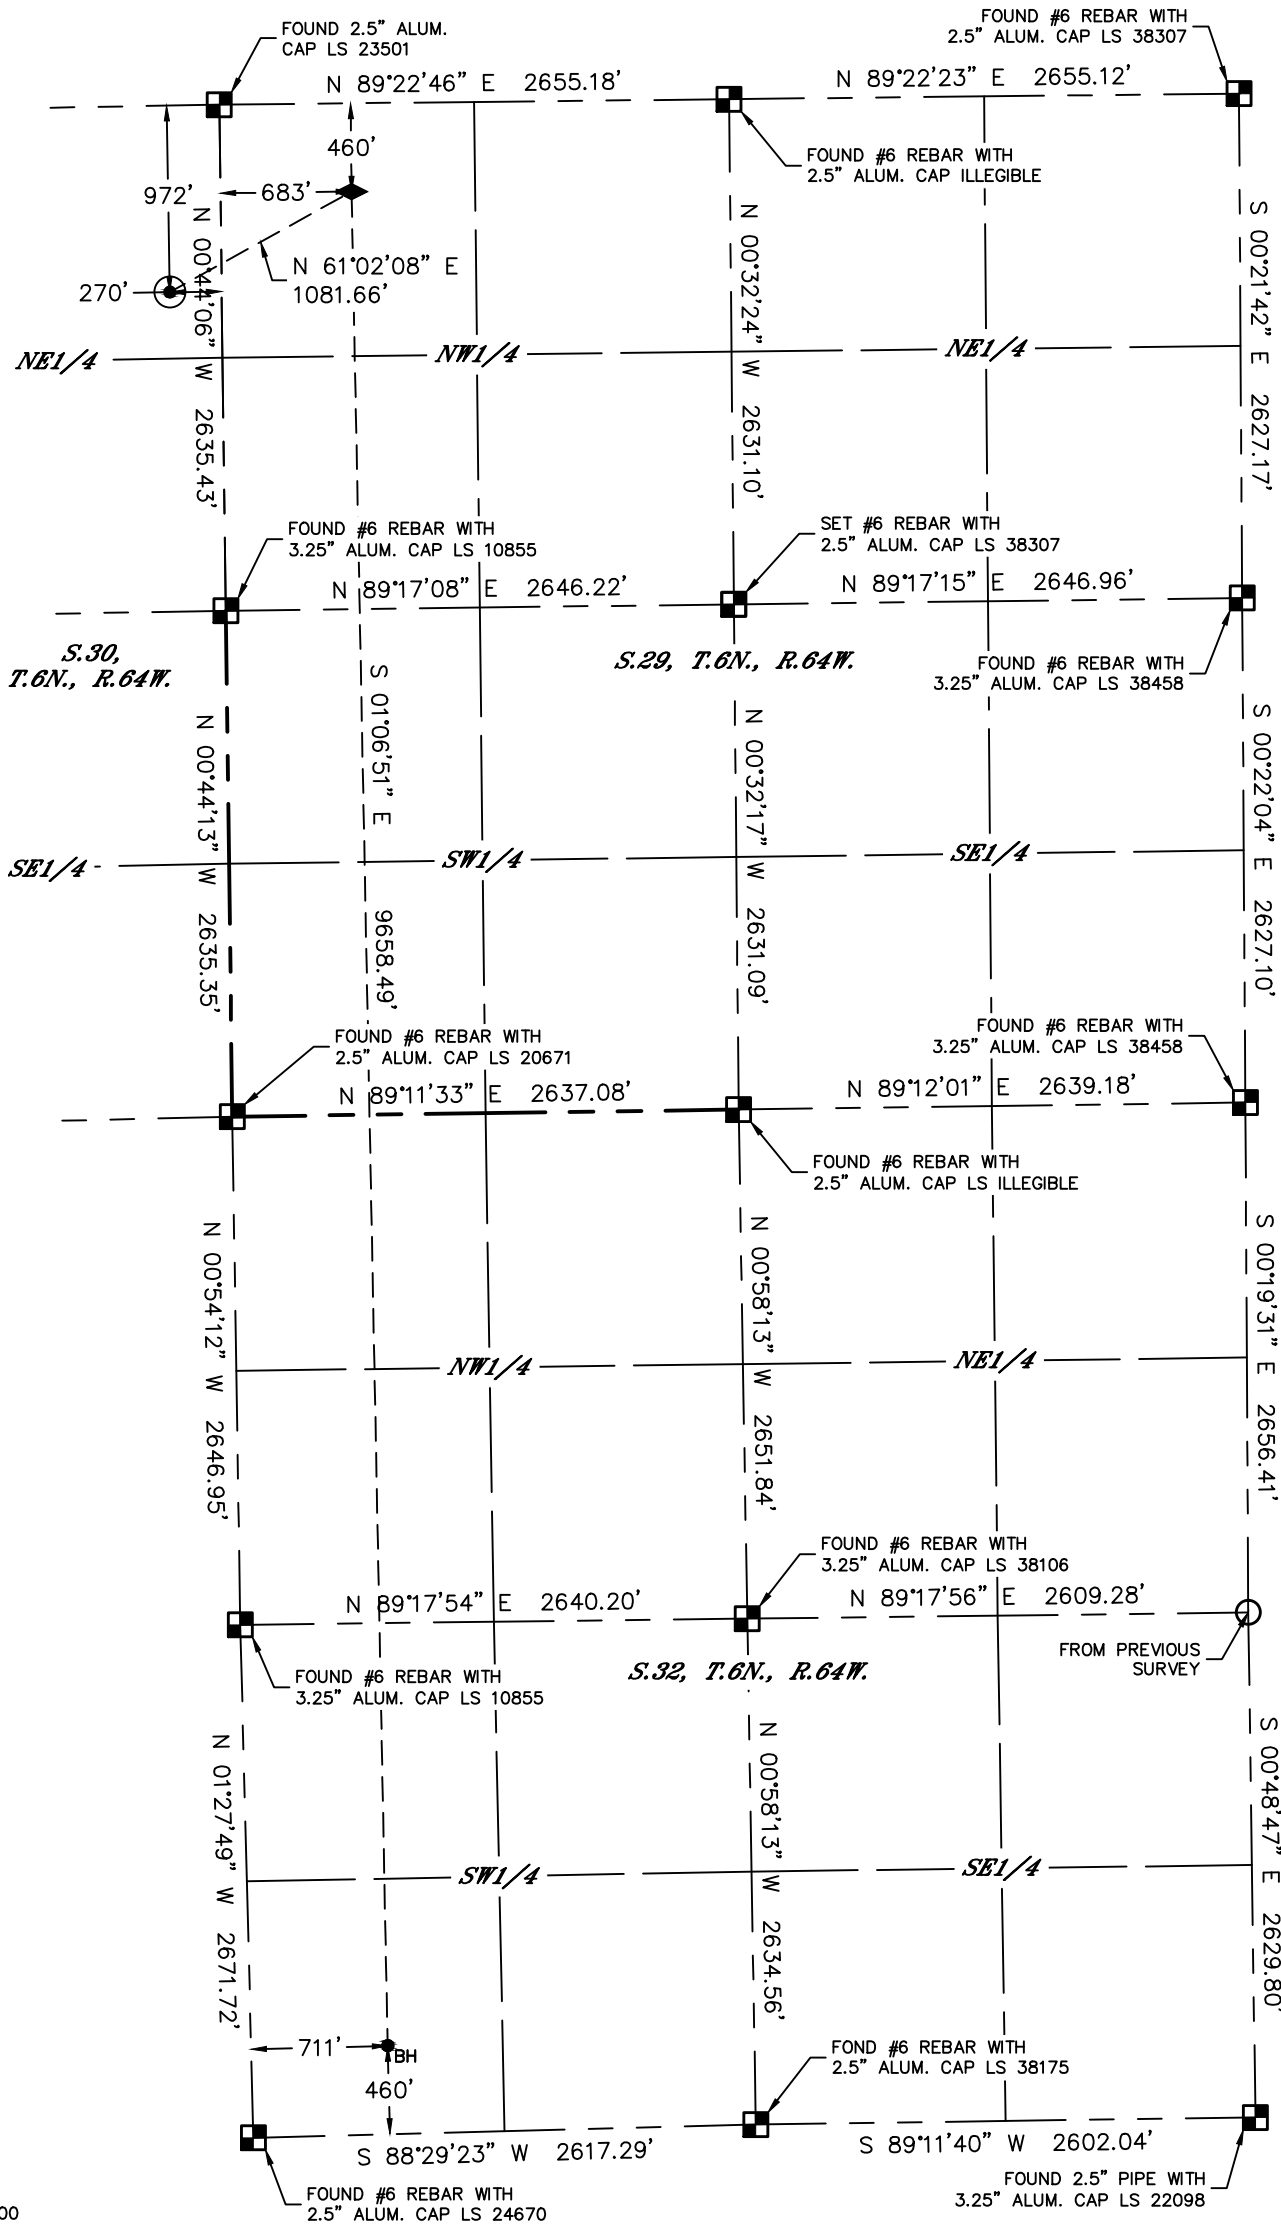 FOUND 2.5" ALUM.
CAP LS 23501
FOUND #6 REBAR WITH
2.5" ALUM. CAP LS 38307
N 89°22'46" E 2655.18'
N 89°22'23" E 2655.12'
460'
FOUND #6 REBAR WITH
2.5" ALUM. CAP ILLEGIBLE
972'
683'
N 61°02'08" E
1081.66'
270'
N 00°44'06" W 2635.43'
N 00°32'24" W 2631.10'
S 00°21'42" E 2627.17'
NE1/4
NW1/4
NE1/4
FOUND #6 REBAR WITH
3.25" ALUM. CAP LS 10855
SET #6 REBAR WITH
2.5" ALUM. CAP LS 38307
N 89°17'08" E 2646.22'
N 89°17'15" E 2646.96'
S.30,
T.6N., R.64W.
S.29, T.6N., R.64W.
FOUND #6 REBAR WITH
3.25" ALUM. CAP LS 38458
N 00°44'13" W 2635.35'
S 01°06'51" E 9658.49'
N 00°32'17" W 2631.09'
S 00°22'04" E 2627.10'
SE1/4
SW1/4
SE1/4
FOUND #6 REBAR WITH
2.5" ALUM. CAP LS 20671
FOUND #6 REBAR WITH
3.25" ALUM. CAP LS 38458
N 89°11'33" E 2637.08'
N 89°12'01" E 2639.18'
FOUND #6 REBAR WITH
2.5" ALUM. CAP LS ILLEGIBLE
N 00°54'12" W 2646.95'
N 00°58'13" W 2651.84'
S 00°19'31" E 2656.41'
NW1/4
NE1/4
FOUND #6 REBAR WITH
3.25" ALUM. CAP LS 38106
N 89°17'54" E 2640.20'
N 89°17'56" E 2609.28'
FROM PREVIOUS
SURVEY
FOUND #6 REBAR WITH
3.25" ALUM. CAP LS 10855
S.32, T.6N., R.64W.
N 01°27'49" W 2671.72'
N 00°58'13" W 2634.56'
S 00°48'47" E 2629.80'
SW1/4
SE1/4
711'
BH
460'
FOND #6 REBAR WITH
2.5" ALUM. CAP LS 38175
S 88°29'23" W 2617.29'
S 89°11'40" W 2602.04'
FOUND 2.5" PIPE WITH
3.25" ALUM. CAP LS 22098
FOUND #6 REBAR WITH
2.5" ALUM. CAP LS 24670
00